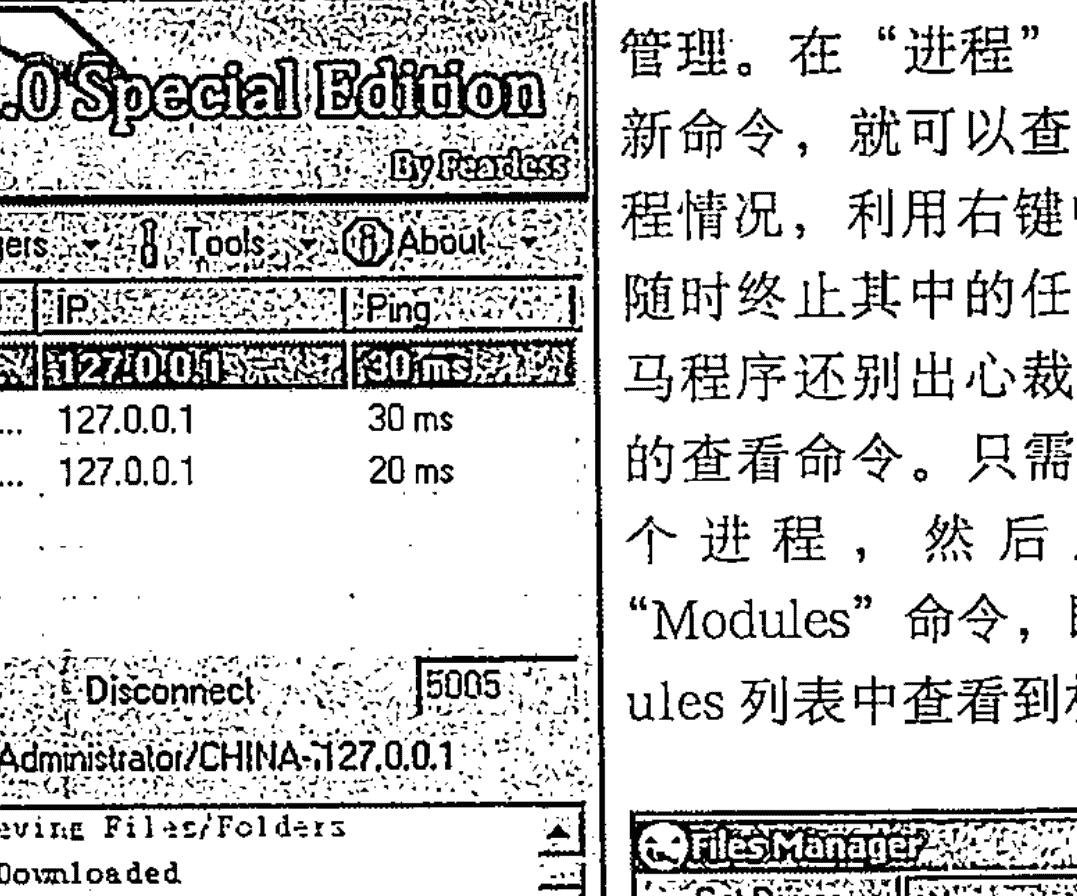 .0 Special Edition
By Fearless
gers Tools About
IP Ping
127.0.0.1 30 ms
... 127.0.0.1 30 ms
... 127.0.0.1 20 ms
Disconnect 5005
Administrator/CHINA-127.0.0.1
eving Files/Folders
Downloaded
管理。在“进程”
新命令，就可以查
程情况，利用右键
随时终止其中的任
马程序还别出心裁
的查看命令。只需
个进程，然后
“Modules”命令，
ules 列表中查看到
Files Manager